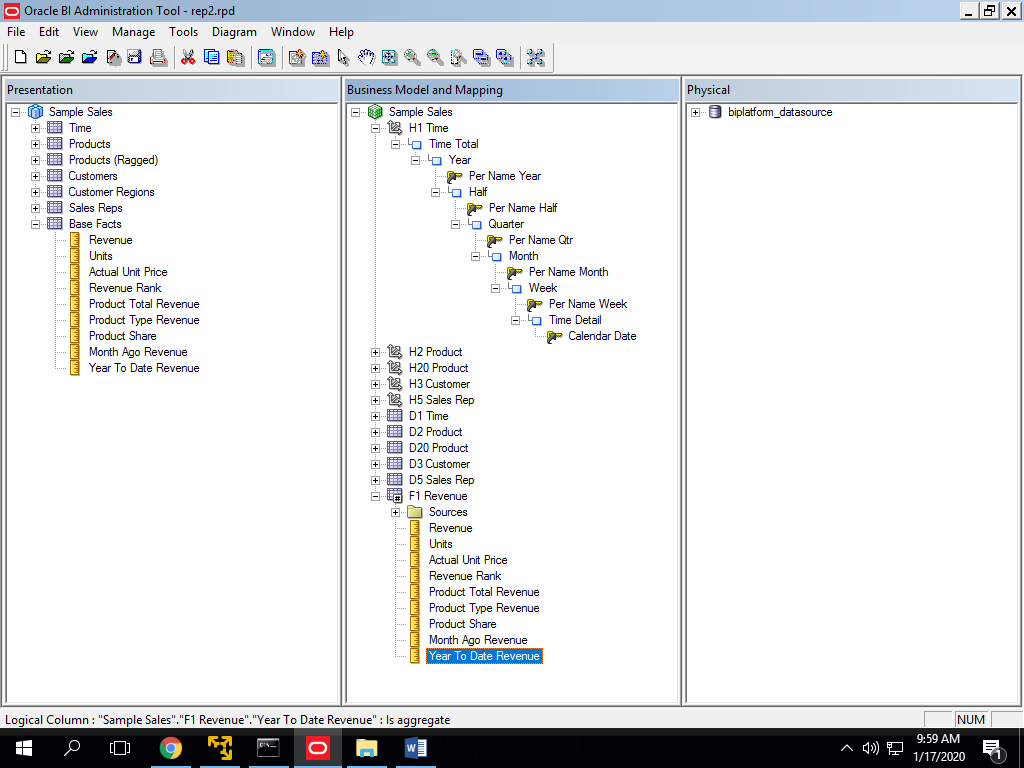 Oracle BI Administration Tool - rep2.rpd
File Edit View Manage Tools Diagram Window Help
Presentation
Sample Sales
Time
Products
Products (Ragged)
Customers
Customer Regions
Sales Reps
Base Facts
Revenue
Units
Actual Unit Price
Revenue Rank
Product Total Revenue
Product Type Revenue
Product Share
Month Ago Revenue
Year To Date Revenue
Business Model and Mapping
Sample Sales
H1 Time
Time Total
Year
Per Name Year
Half
Per Name Half
Quarter
Per Name Qtr
Month
Per Name Month
Week
Per Name Week
Time Detail
Calendar Date
H2 Product
H20 Product
H3 Customer
H5 Sales Rep
D1 Time
D2 Product
D20 Product
D3 Customer
D5 Sales Rep
F1 Revenue
Sources
Revenue
Units
Actual Unit Price
Revenue Rank
Product Total Revenue
Product Type Revenue
Product Share
Month Ago Revenue
Year To Date Revenue
Physical
biplatform_datasource
Logical Column : "Sample Sales"."F1 Revenue"."Year To Date Revenue" : Is aggregate
NUM
9:59 AM
1/17/2020
1